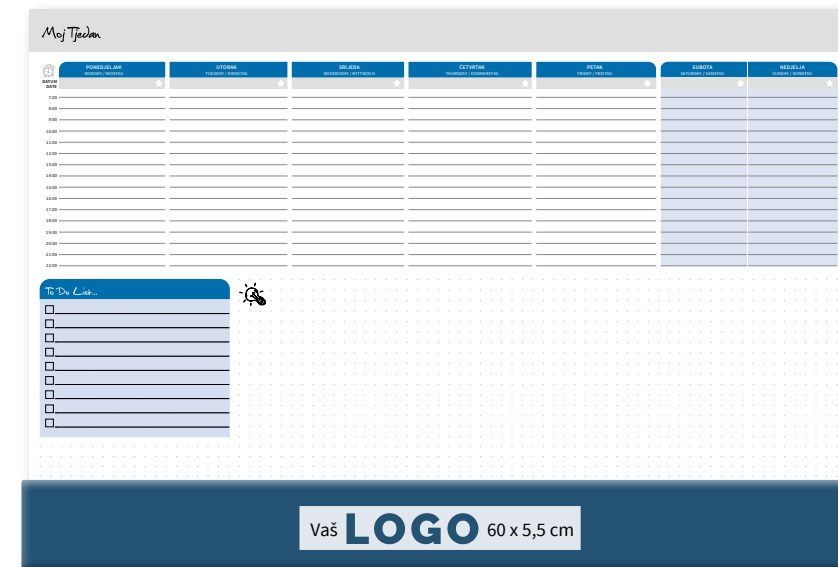 Moj Tjedan
PONEDJELJAK UTORAK SRIJEDA ČETVRTAK PETAK SUBOTA NEDJELJA
MONDAY / MONTAG TUESDAY / DIENSTAG WEDNESDAY / MITTWOCH THURSDAY / DONNERSTAG FRIDAY / FREITAG SATURDAY / SAMSTAG SUNDAY / SONNTAG
DATUM
DATE
7:00
8:00
9:00
10:00
11:00
12:00
13:00
14:00
15:00
16:00
17:00
18:00
19:00
20:00
21:00
22:00
To Do List...
Vaš LOGO 60 x 5,5 cm